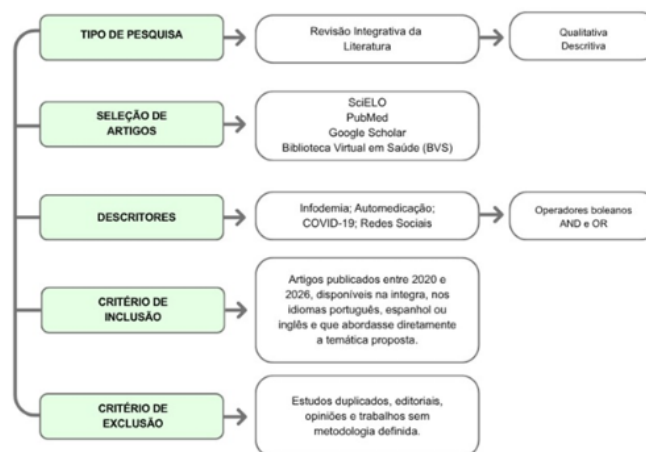 TIPO DE PESQUISA
Revisão Integrativa da
Literatura
Qualitativa
Descritiva
SELEÇÃO DE
ARTIGOS
SciELO
PubMed
Google Scholar
Biblioteca Virtual em Saúde (BVS)
DESCRITORES
Infodemia; Automedicação;
COVID-19; Redes Sociais
Operadores boleanos
AND e OR
CRITÉRIO DE
INCLUSÃO
Artigos publicados entre 2020 e
2026, disponíveis na integra, nos
idiomas português, espanhol ou
inglês e que abordasse diretamente
a temática proposta.
CRITÉRIO DE
EXCLUSÃO
Estudos duplicados, editoriais,
opiniões e trabalhos sem
metodologia definida.